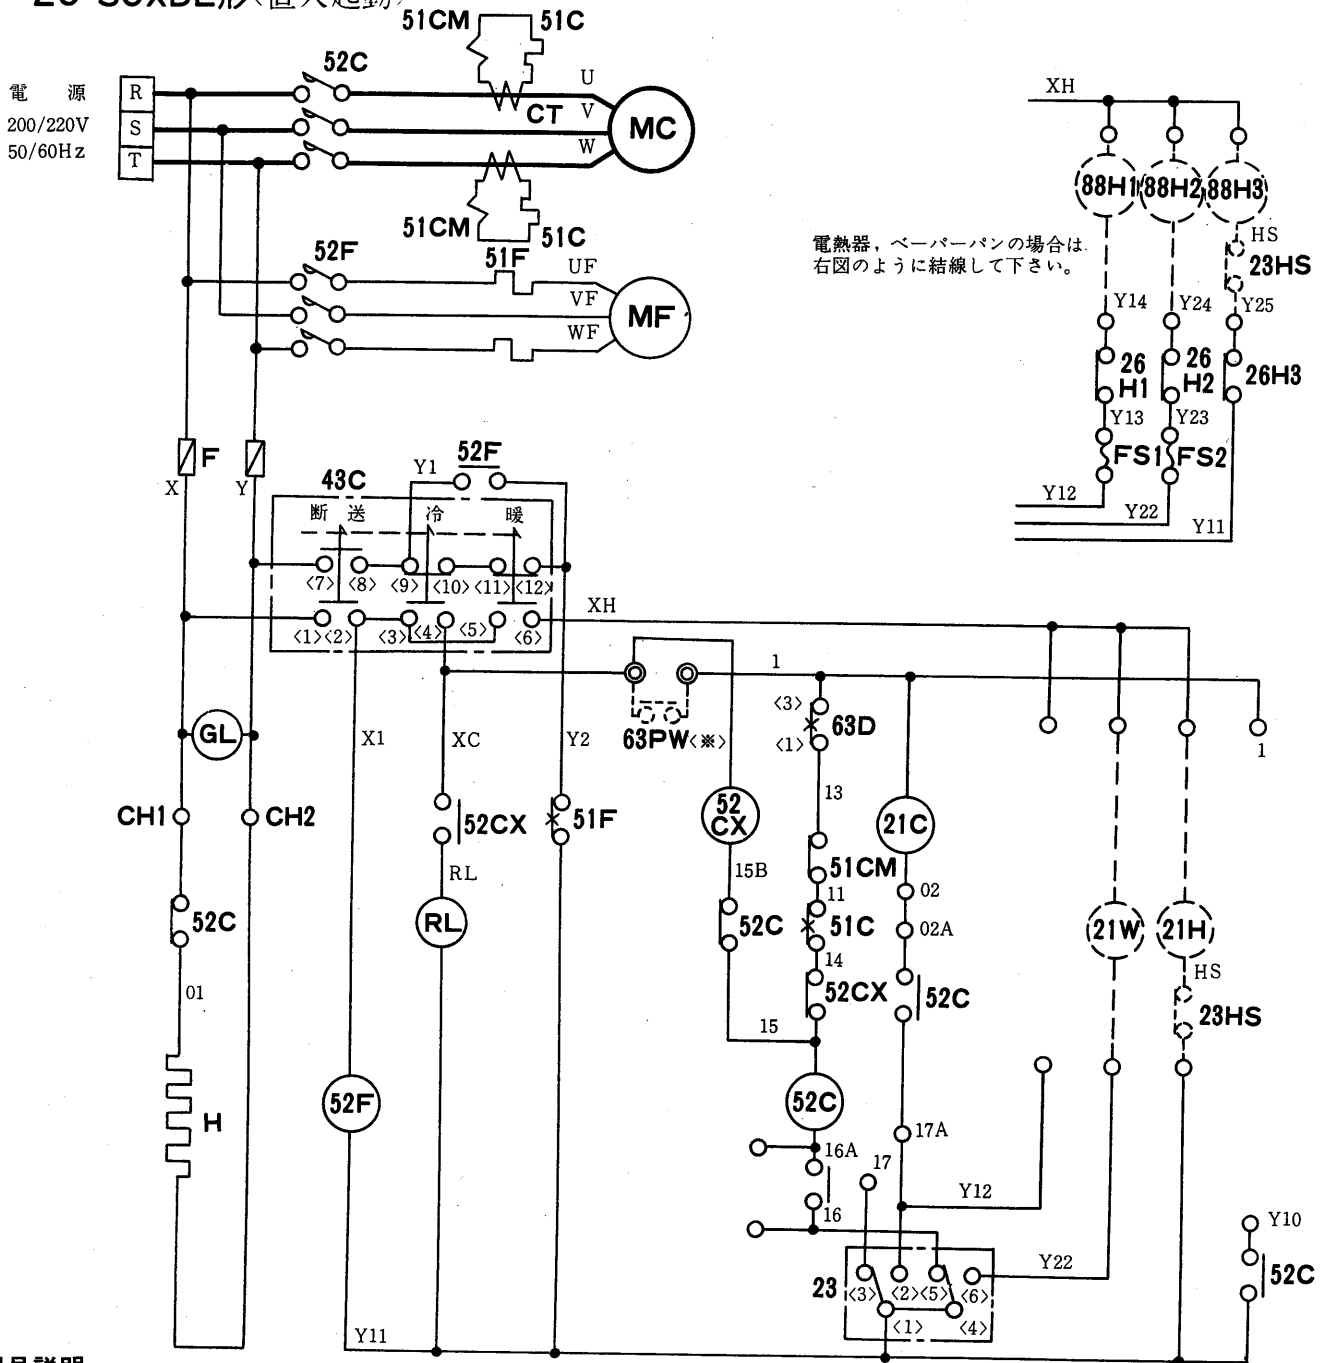 51CM
51C
52C
電 源
200/220V
50/60Hz
R
S
T
CT
U
V
W
MC
51CM
51C
52F
51F
UF
VF
WF
MF
XH
88H1
88H2
88H3
HS
23HS
電熱器，ペーパーパンの場合は
右図のように結線して下さい。
Y14
Y24
Y25
26
H1
26
H2
26H3
Y13
Y23
FS1
FS2
Y12
Y22
Y11
F
X
Y
43C
Y1
52F
断 送 冷 暖
〈7〉 〈8〉 〈9〉 〈10〉 〈11〉 〈12〉
〈1〉 〈2〉 〈3〉 〈4〉 〈5〉 〈6〉
XH
1
GL
X1
XC
Y2
63PW〈※〉
〈3〉
〈1〉
63D
1
CH1
CH2
52CX
51F
52
CX
13
21C
RL
15B
51CM
11
02
52C
RL
52C
51C
02A
21W
21H
14
HS
01
52CX
52C
23HS
15
52F
52C
H
17A
16A
17
Y12
16
Y10
Y22
52C
23
〈3〉 〈2〉 〈5〉 〈6〉
〈1〉 〈4〉
Y11